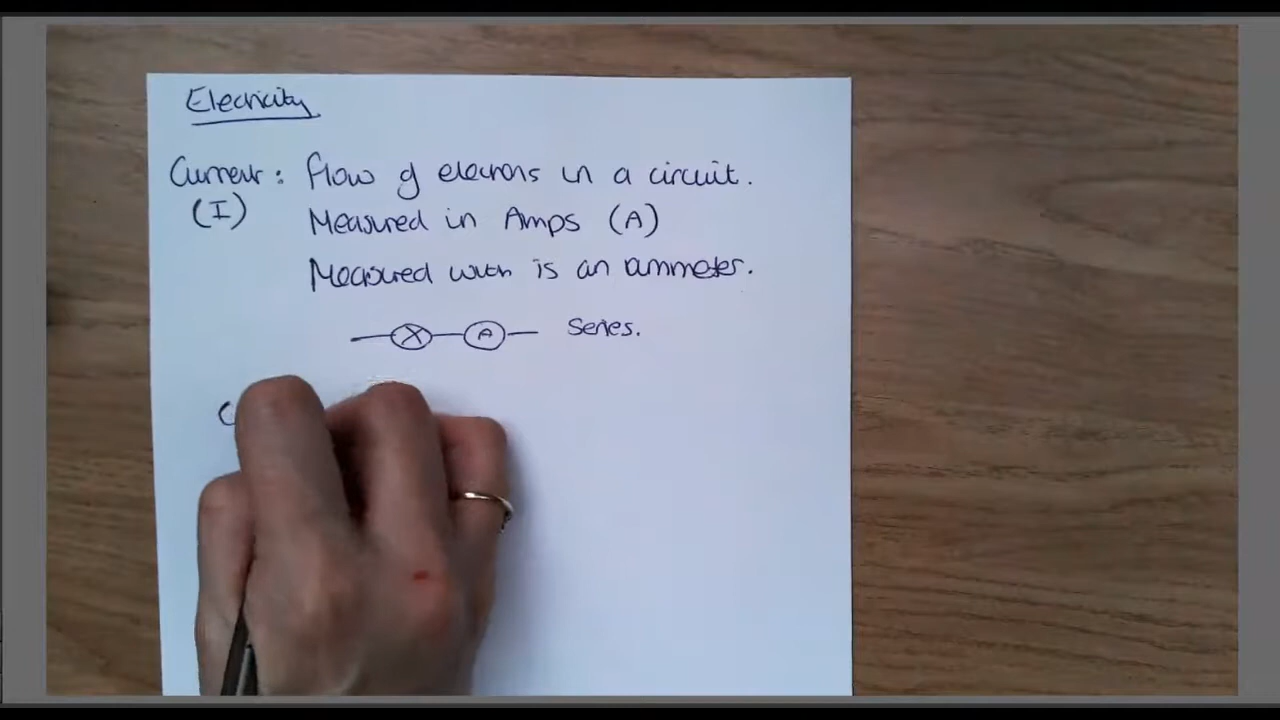 Electricity
Current: flow of electrons in a circuit.
(I)
Measured in Amps (A)
Measured with is an ammeter.
X A Series.
C